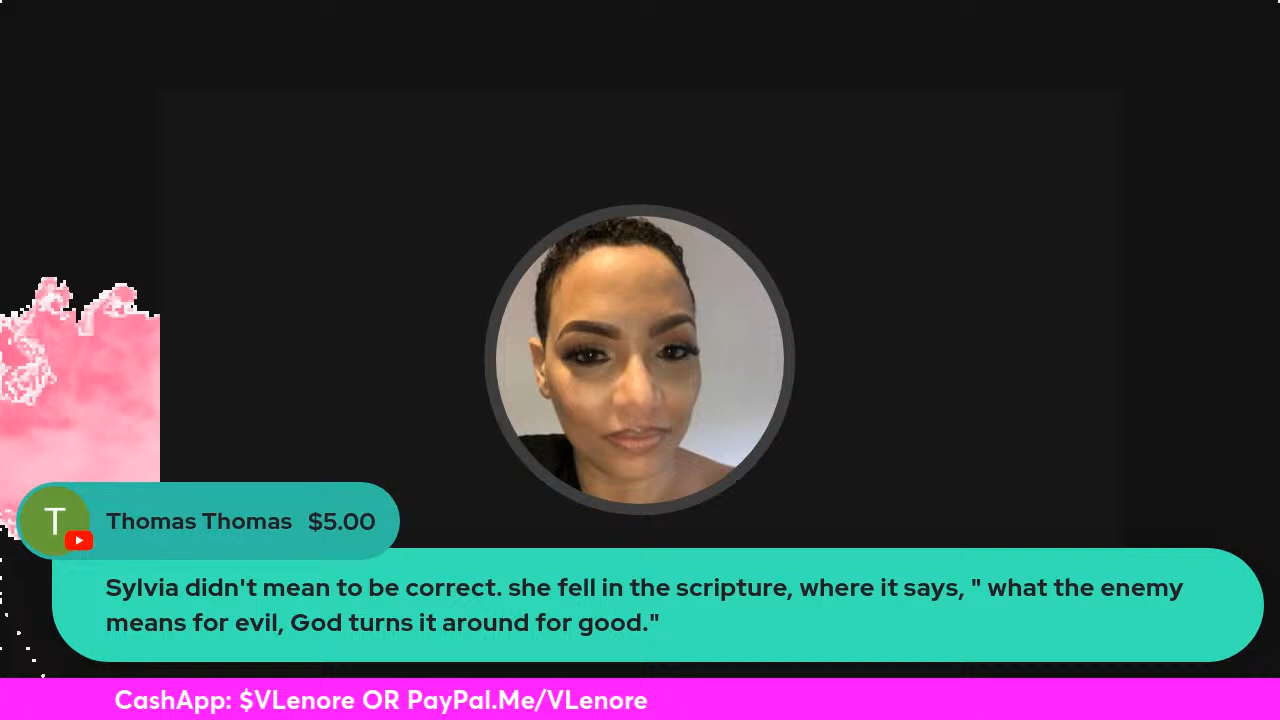 T
Thomas Thomas $5.00
Sylvia didn't mean to be correct. she fell in the scripture, where it says, " what the enemy
means for evil, God turns it around for good."
CashApp: $VLenore OR PayPal.Me/VLenore